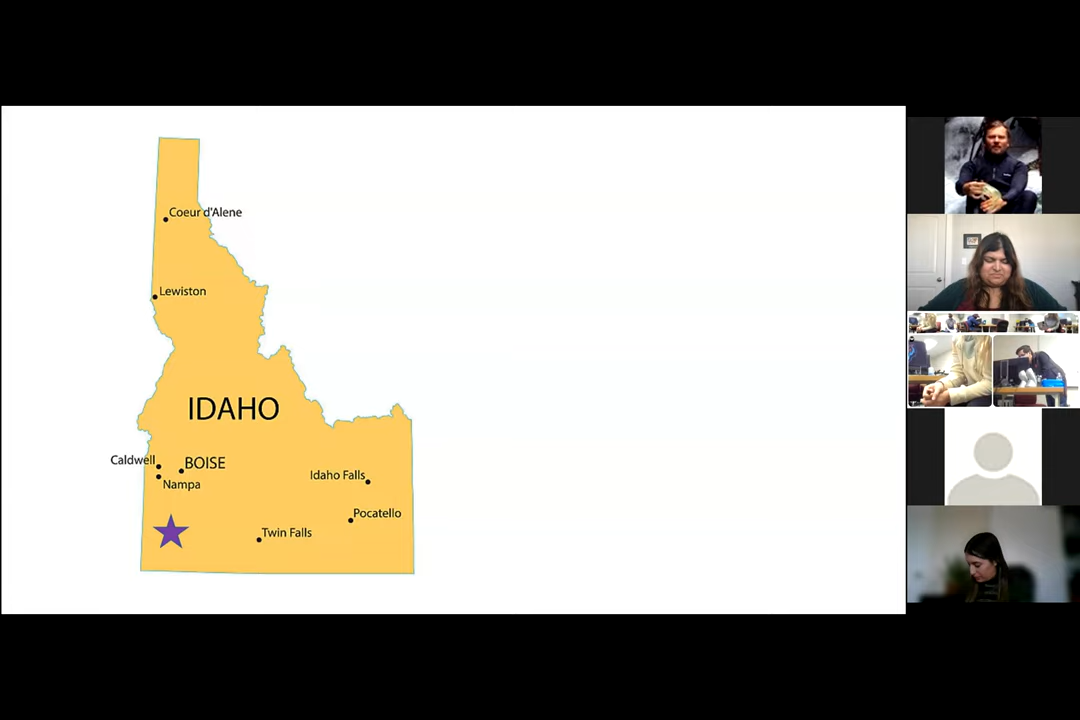 Coeur d'Alene
Lewiston
IDAHO
Caldwell
BOISE
Nampa
Idaho Falls
Pocatello
Twin Falls